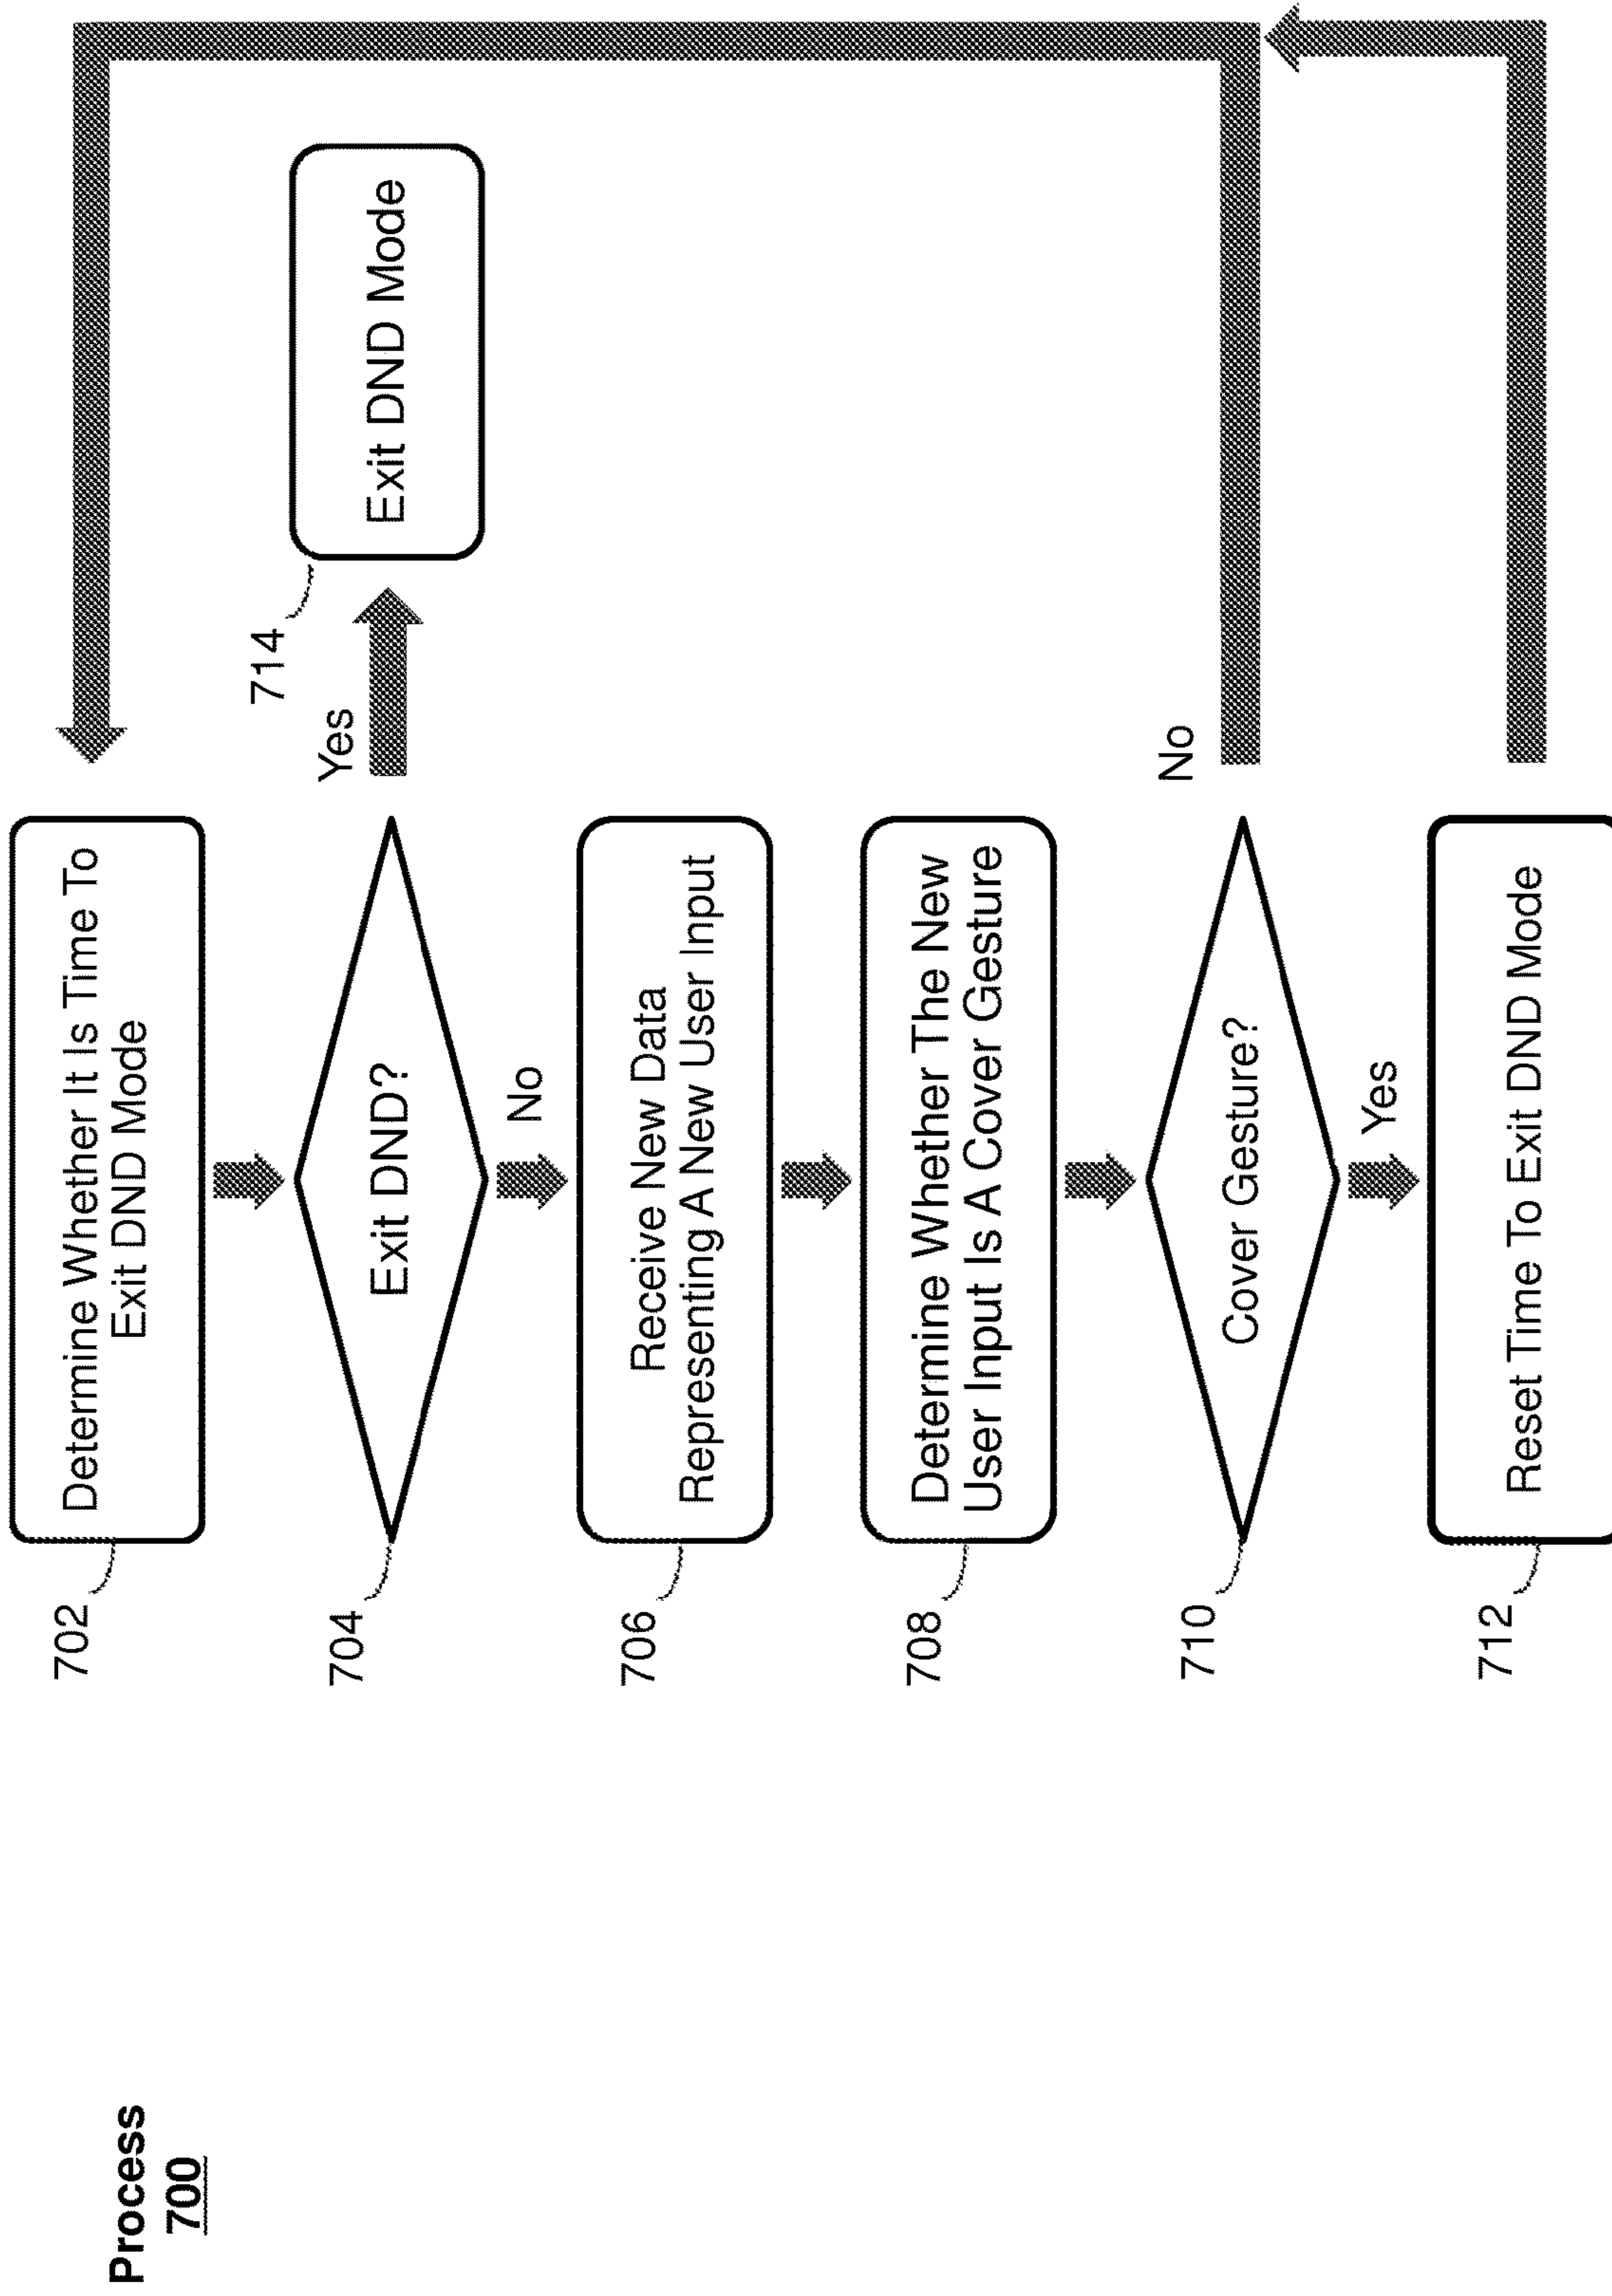 Process
700
702
Determine Whether It Is Time To
Exit DND Mode
704
Exit DND?
Yes
714
Exit DND Mode
No
706
Receive New Data
Representing A New User Input
708
Determine Whether The New
User Input Is A Cover Gesture
710
Cover Gesture?
No
Yes
712
Reset Time To Exit DND Mode